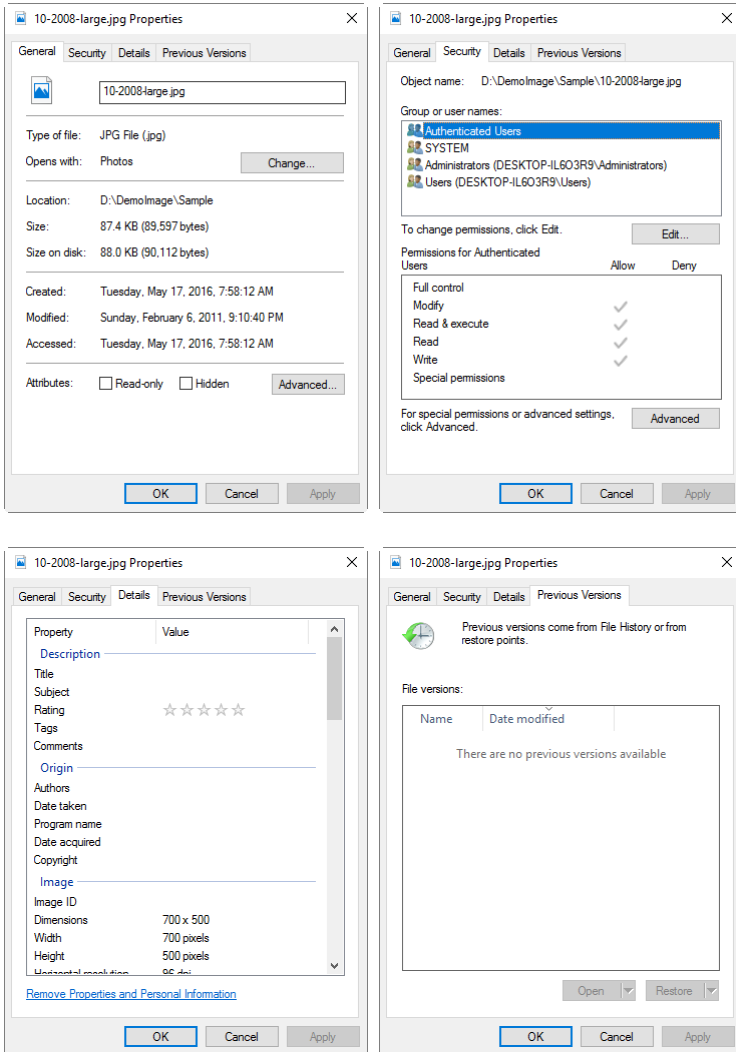 10-2008-large.jpg Properties
General Security Details Previous Versions
10-2008-large.jpg
Type of file: JPG File (.jpg)
Opens with: Photos Change...
Location: D:\DemoImage\Sample
Size: 87.4 KB (89,597 bytes)
Size on disk: 88.0 KB (90,112 bytes)
Created: Tuesday, May 17, 2016, 7:58:12 AM
Modified: Sunday, February 6, 2011, 9:10:40 PM
Accessed: Tuesday, May 17, 2016, 7:58:12 AM
Attributes: Read-only Hidden Advanced...
OK Cancel Apply
10-2008-large.jpg Properties
General Security Details Previous Versions
Object name: D:\DemoImage\Sample\10-2008-large.jpg
Group or user names:
Authenticated Users
SYSTEM
Administrators (DESKTOP-IL6O3R9\Administrators)
Users (DESKTOP-IL6O3R9\Users)
To change permissions, click Edit. Edit...
Permissions for Authenticated
Users Allow Deny
Full control
Modify
Read & execute
Read
Write
Special permissions
For special permissions or advanced settings,
click Advanced. Advanced
OK Cancel Apply
10-2008-large.jpg Properties
General Security Details Previous Versions
Property Value
Description
Title
Subject
Rating
Tags
Comments
Origin
Authors
Date taken
Program name
Date acquired
Copyright
Image
Image ID
Dimensions 700 x 500
Width 700 pixels
Height 500 pixels
Horizontal resolution 96 dpi
Remove Properties and Personal Information
OK Cancel Apply
10-2008-large.jpg Properties
General Security Details Previous Versions
Previous versions come from File History or from
restore points.
File versions:
Name Date modified
There are no previous versions available
Open Restore
OK Cancel Apply